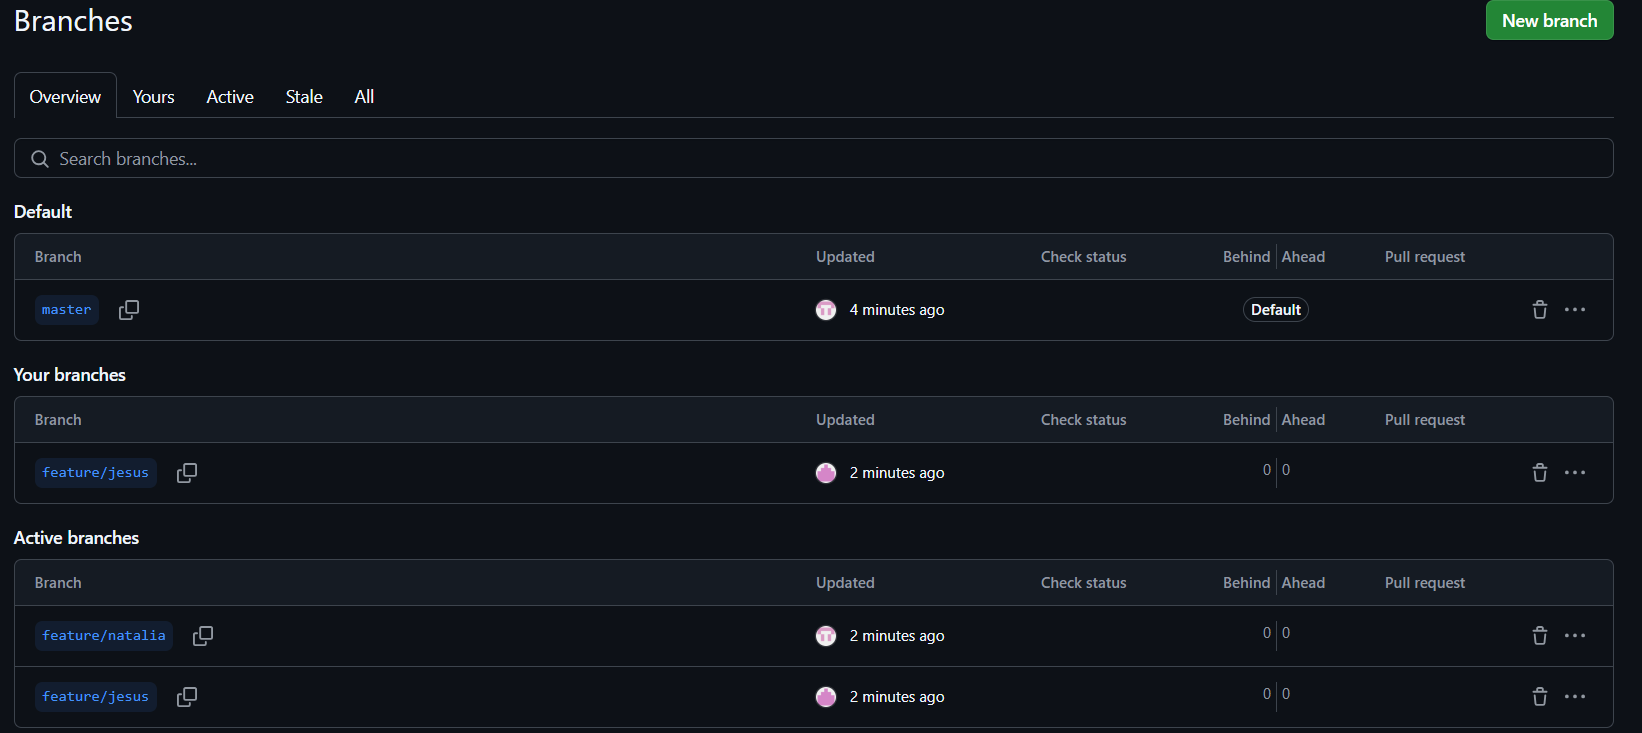 Branches
New branch
Overview Yours Active Stale All
Search branches...
Default
Branch Updated Check status Behind Ahead Pull request
master 4 minutes ago Default
Your branches
Branch Updated Check status Behind Ahead Pull request
feature/jesus 2 minutes ago 0 0
Active branches
Branch Updated Check status Behind Ahead Pull request
feature/natalia 2 minutes ago 0 0
feature/jesus 2 minutes ago 0 0